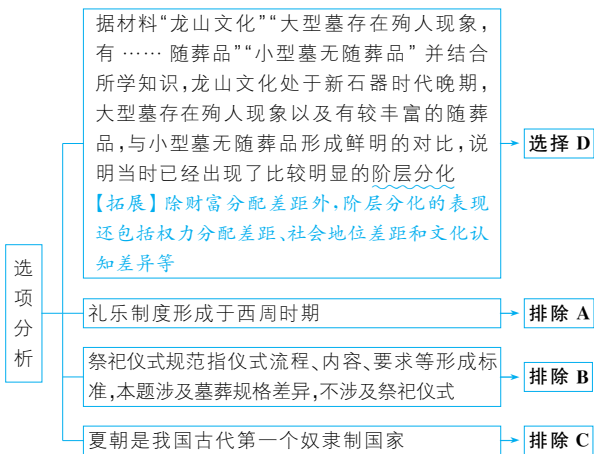 据材料“龙山文化”“大型墓存在殉人现象，
有……随葬品”“小型墓无随葬品”并结合
所学知识，龙山文化处于新石器时代晚期，
大型墓存在殉人现象以及有较丰富的随葬
品，与小型墓无随葬品形成鲜明的对比，说
明当时已经出现了比较明显的阶层分化
【拓展】除财富分配差距外，阶层分化的表现
还包括权力分配差距、社会地位差距和文化认
知差异等
选择 D
选项分析
礼乐制度形成于西周时期
排除 A
祭祀仪式规范指仪式流程、内容、要求等形成标
准，本题涉及墓葬规格差异，不涉及祭祀仪式
排除 B
夏朝是我国古代第一个奴隶制国家
排除 C